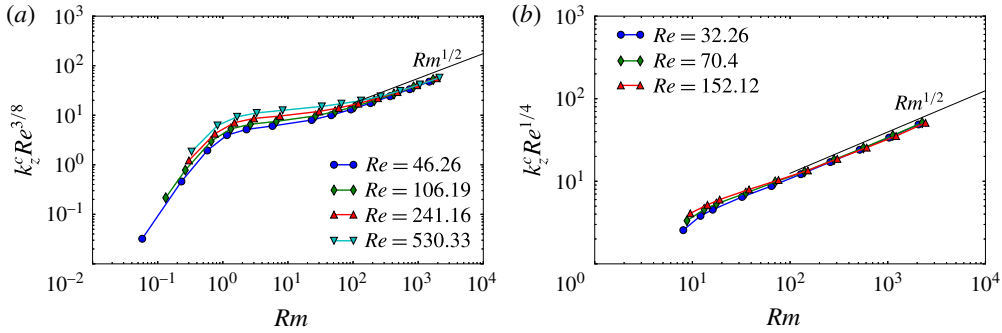 (a)
10^3
10^2
10^1
10^0
10^{-1}
10^{-2}
k_z^c Re^{3/8}
Rm^{1/2}
Re = 46.26
Re = 106.19
Re = 241.16
Re = 530.33
10^{-1} 10^0 10^1 10^2 10^3 10^4
Rm
(b)
10^3
10^2
10^1
10^0
k_z^c Re^{1/4}
Re = 32.26
Re = 70.4
Re = 152.12
Rm^{1/2}
10^1 10^2 10^3 10^4
Rm